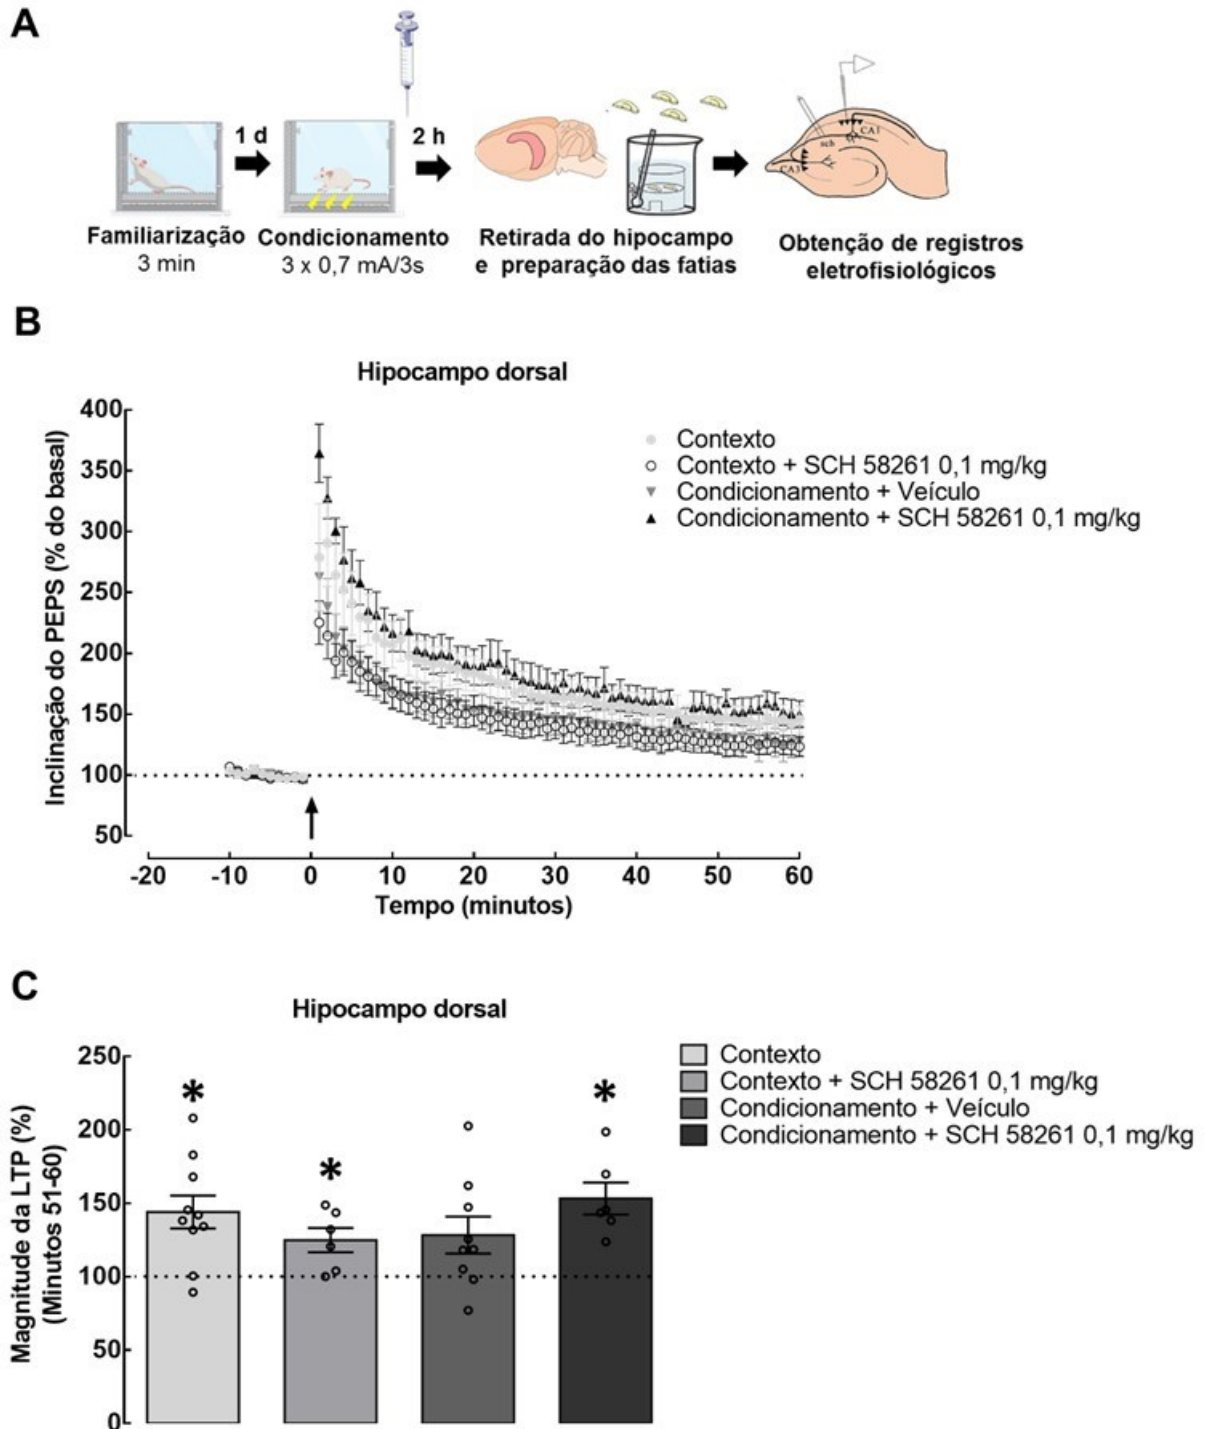 A
1 d
2 h
Familiarização
3 min
Condicionamento
3 x 0,7 mA/3s
Retirada do hipocampo
e preparação das fatias
CA1
sch
CA3
Obtenção de registros
eletrofisiológicos
B
Hipocampo dorsal
Inclinação do PEPS (% do basal)
400
350
300
250
200
150
100
50
Contexto
Contexto + SCH 58261 0,1 mg/kg
Condicionamento + Veículo
Condicionamento + SCH 58261 0,1 mg/kg
-20 -10 0 10 20 30 40 50 60
Tempo (minutos)
C
Hipocampo dorsal
Magnitude da LTP (%)
(Minutos 51-60)
250
200
150
100
50
0
* * *
Contexto
Contexto + SCH 58261 0,1 mg/kg
Condicionamento + Veículo
Condicionamento + SCH 58261 0,1 mg/kg